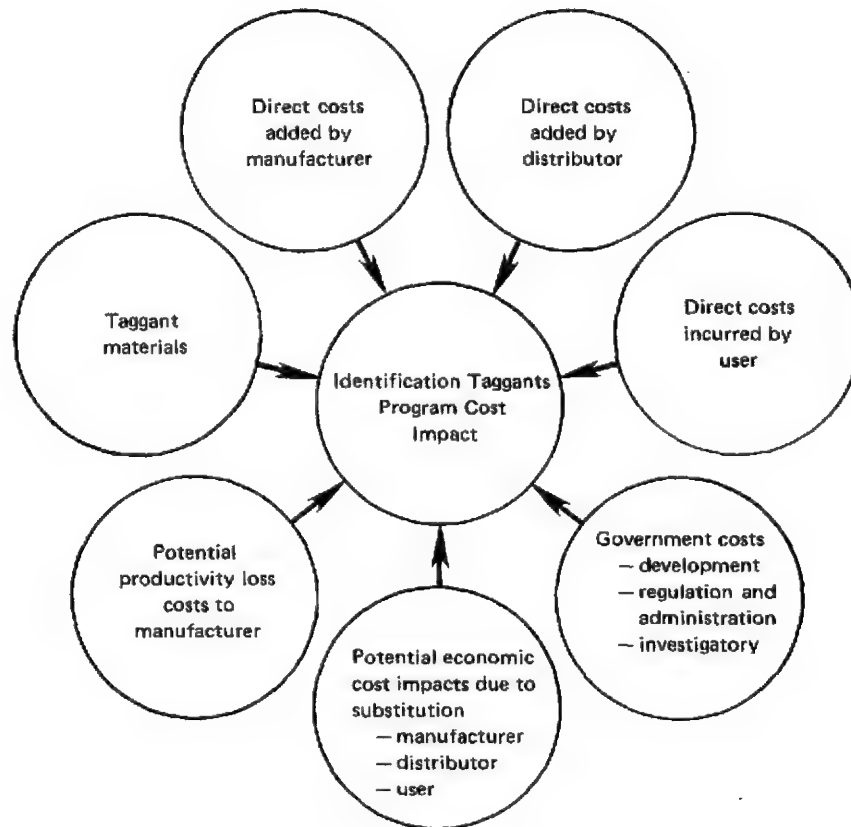 Direct costs
added by
manufacturer
Direct costs
added by
distributor
Taggant
materials
Direct costs
incurred by
user
Identification Taggants
Program Cost
Impact
Potential
productivity loss
costs to
manufacturer
Government costs
— development
— regulation and
administration
— investigatory
Potential economic
cost impacts due to
substitution
— manufacturer
— distributor
— user